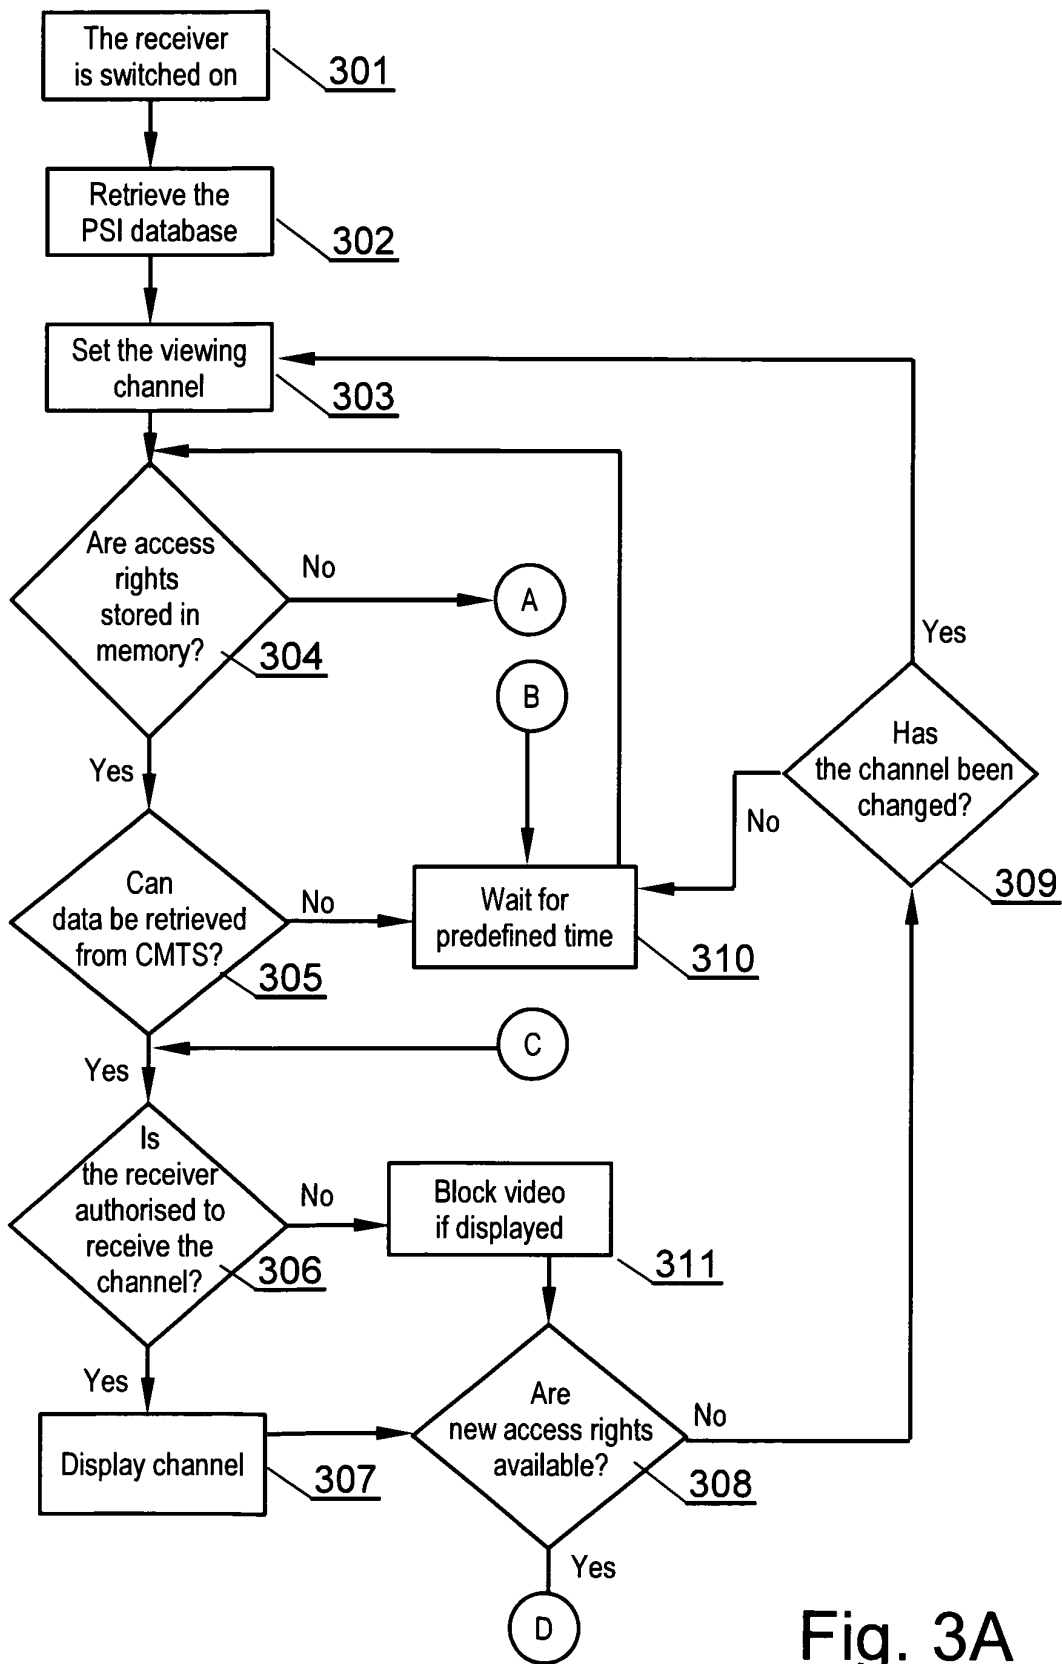 The receiver
is switched on
301
Retrieve the
PSI database
302
Set the viewing
channel
303
Are access
rights
stored in
memory?
304
No
A
B
Yes
Yes
Has
the channel been
changed?
309
No
Can
data be retrieved
from CMTS?
305
No
Wait for
predefined time
310
C
Yes
Is
the receiver
authorised to
receive the
channel?
306
No
Block video
if displayed
311
Yes
Display channel
307
Are
new access rights
available?
308
No
Yes
D
Fig. 3A